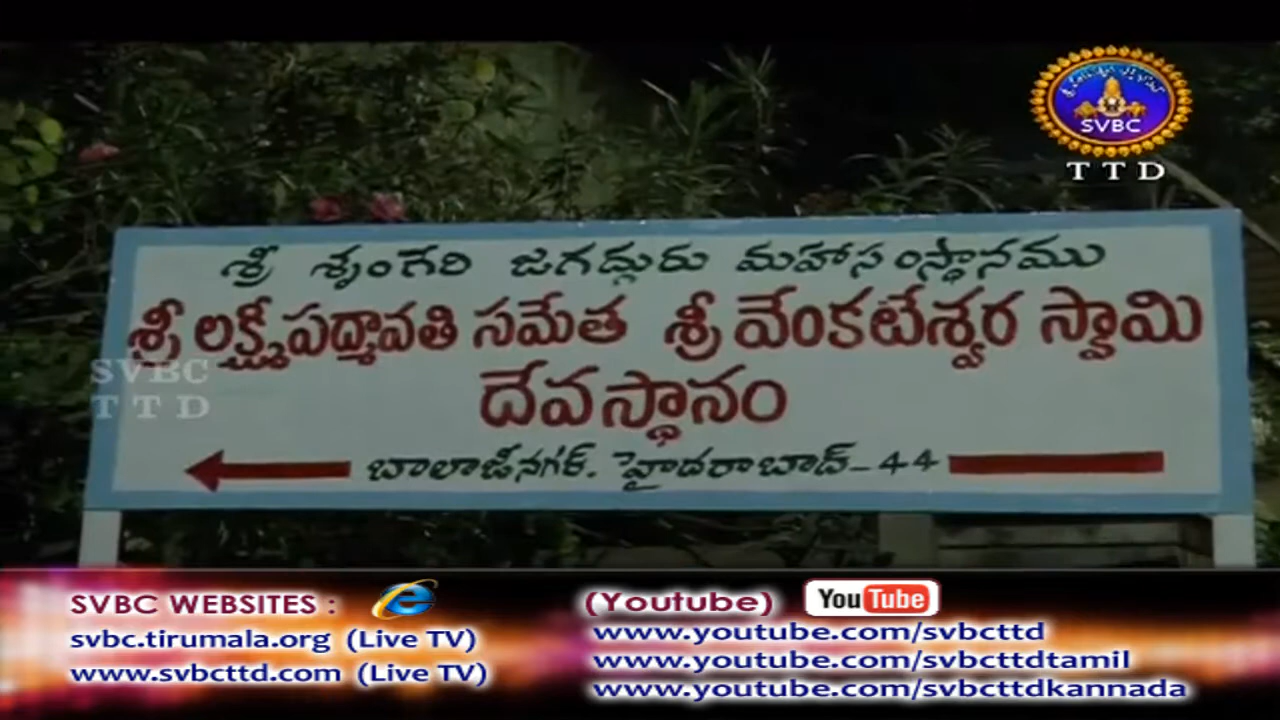 SVBC
T T D
శ్రీ శృంగేరి జగద్గురు మహాసంస్థానము
శ్రీ లక్ష్మీపద్మావతి సమేత శ్రీ వేంకటేశ్వర స్వామి
SVBC
T T D
దేవస్థానం
బాలాజీనగర్. హైదరాబాద్-44
SVBC WEBSITES :
svbc.tirumala.org (Live TV)
www.svbcttd.com (Live TV)
(Youtube) YouTube
www.youtube.com/svbcttd
www.youtube.com/svbcttdtamil
www.youtube.com/svbcttdkannada